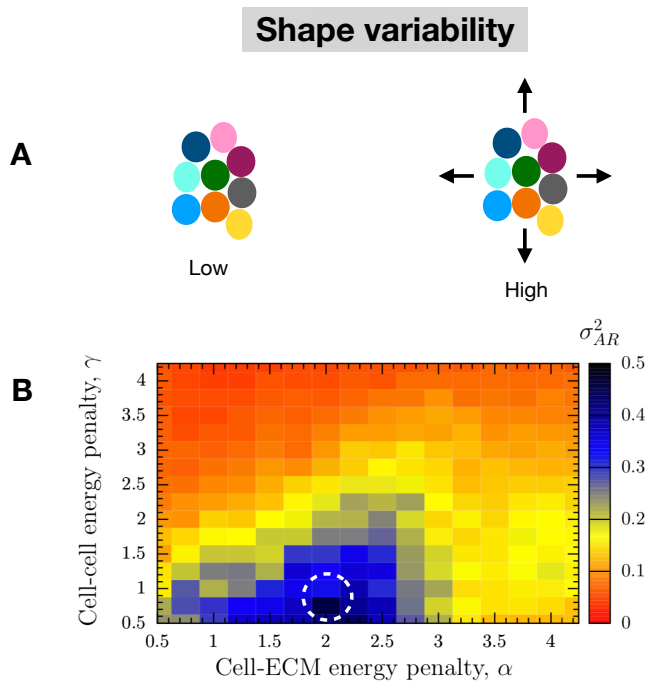 Shape variability
A
Low
High
B
σ²_AR
Cell-cell energy penalty, γ
4
3.5
3
2.5
2
1.5
1
0.5
0.5 1 1.5 2 2.5 3 3.5 4
Cell-ECM energy penalty, α
0.5
0.4
0.3
0.2
0.1
0